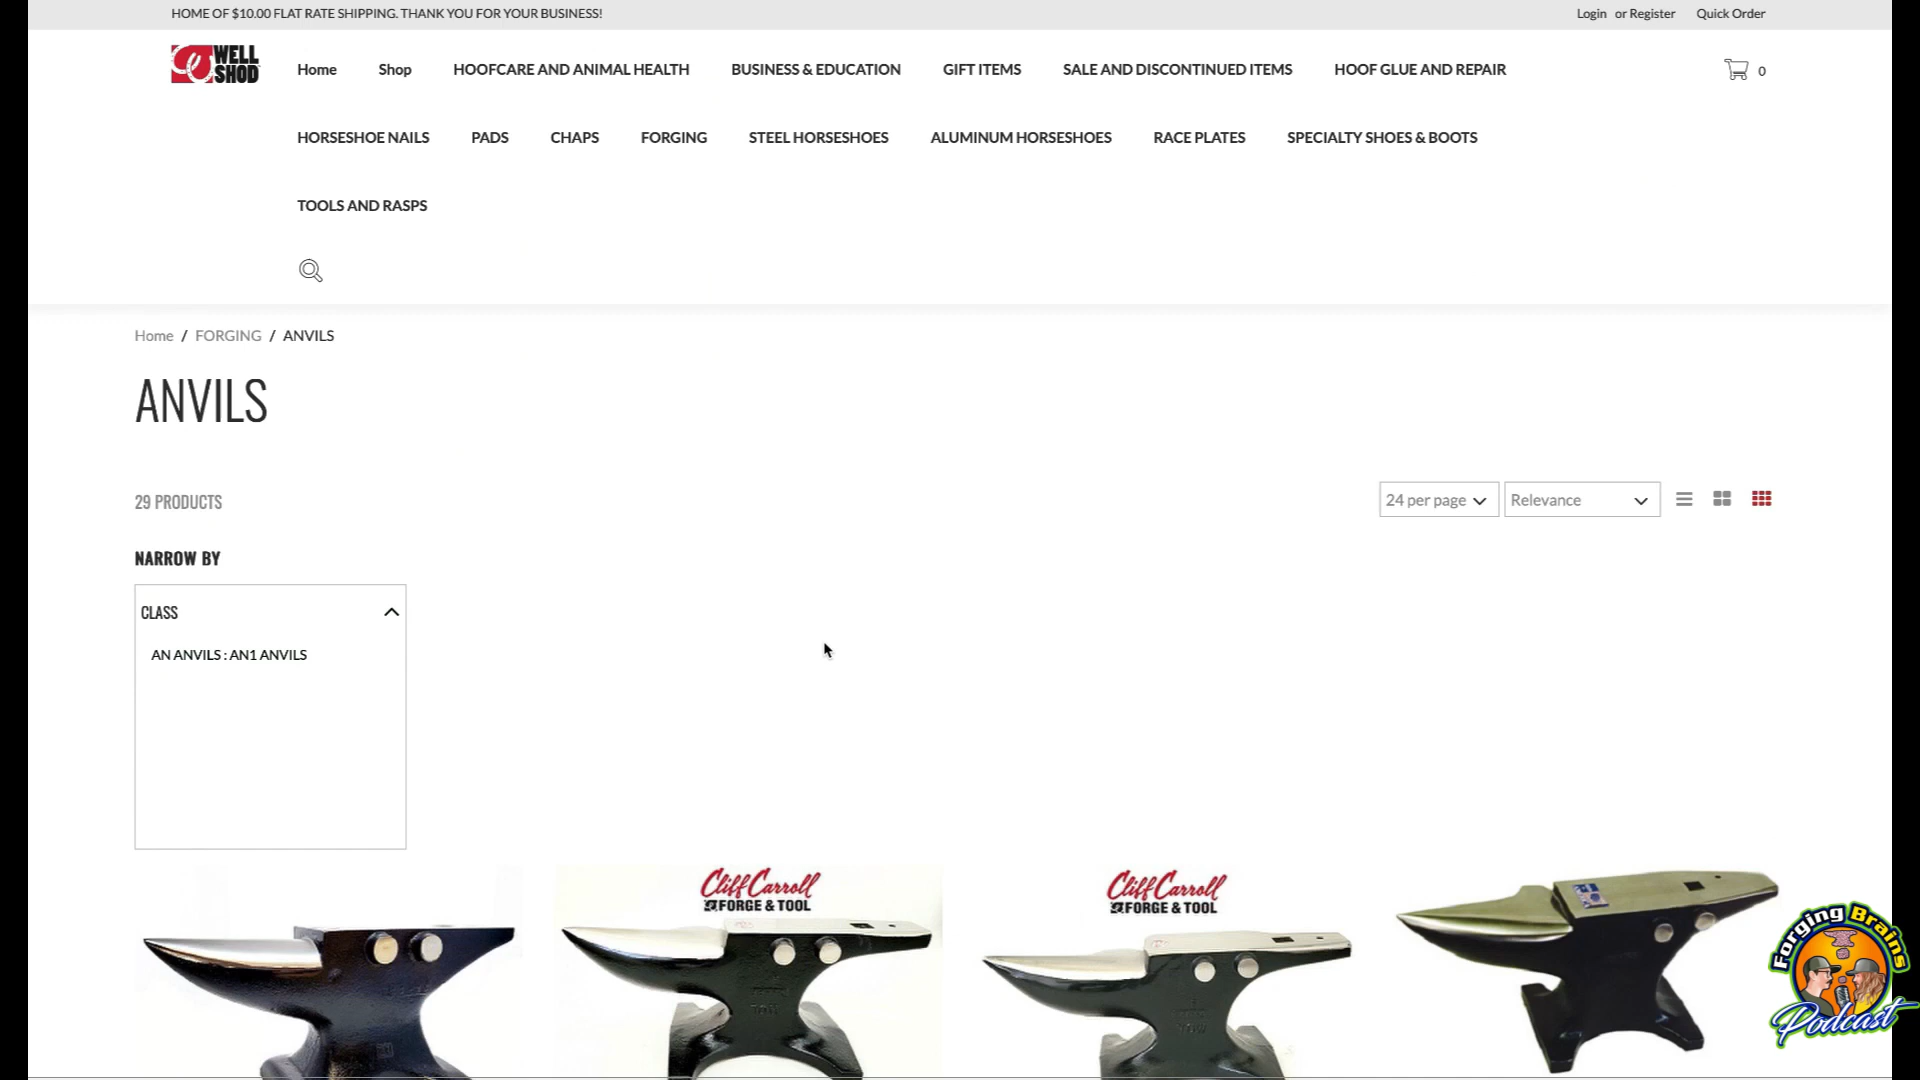 HOME OF $10.00 FLAT RATE SHIPPING. THANK YOU FOR YOUR BUSINESS!
Login or Register Quick Order
WELL SHOD
Home Shop HOOFCARE AND ANIMAL HEALTH BUSINESS & EDUCATION GIFT ITEMS SALE AND DISCONTINUED ITEMS HOOF GLUE AND REPAIR
0
HORSESHOE NAILS PADS CHAPS FORGING STEEL HORSESHOES ALUMINUM HORSESHOES RACE PLATES SPECIALTY SHOES & BOOTS
TOOLS AND RASPS
Home / FORGING / ANVILS
ANVILS
29 PRODUCTS
24 per page Relevance
NARROW BY
CLASS
AN ANVILS : AN1 ANVILS
Cliff Carroll
FORGE & TOOL
Cliff Carroll
FORGE & TOOL
Forging Brains
Podcast